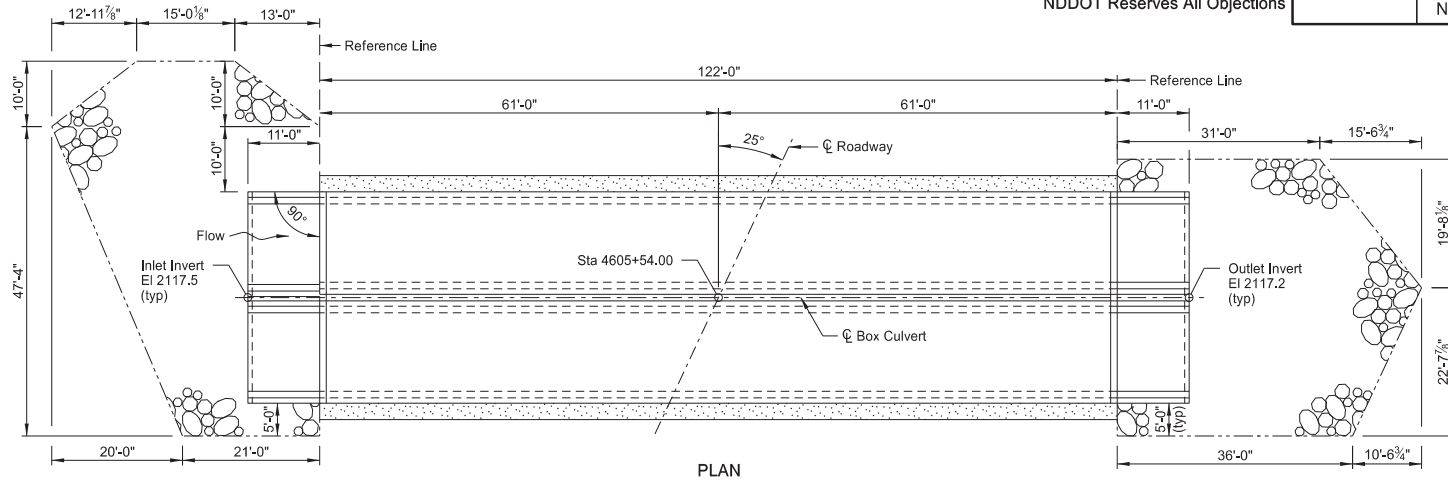 NDDOT Reserves All Objections
N
12'-11⅞"
15'-0⅛"
13'-0"
Reference Line
122'-0"
Reference Line
10'-0"
10'-0"
61'-0"
61'-0"
11'-0"
25°
℄ Roadway
31'-0"
15'-6¾"
11'-0"
10'-0"
90°
Flow
Inlet Invert
El 2117.5
(typ)
Sta 4605+54.00
Outlet Invert
El 2117.2
(typ)
19'-8⅛"
47'-4"
℄ Box Culvert
22'-7⅞"
5'-0"
5'-0"
(typ)
20'-0"
21'-0"
36'-0"
10'-6¾"
PLAN